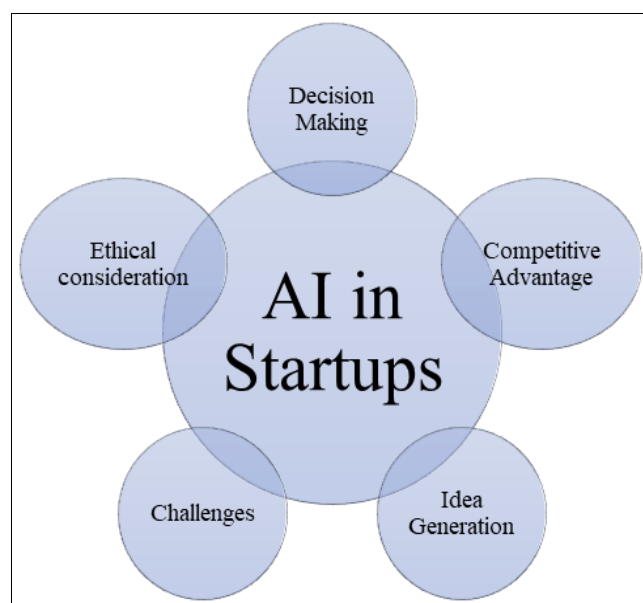 Decision
Making
Ethical
consideration
Competitive
Advantage
AI in
Startups
Challenges
Idea
Generation